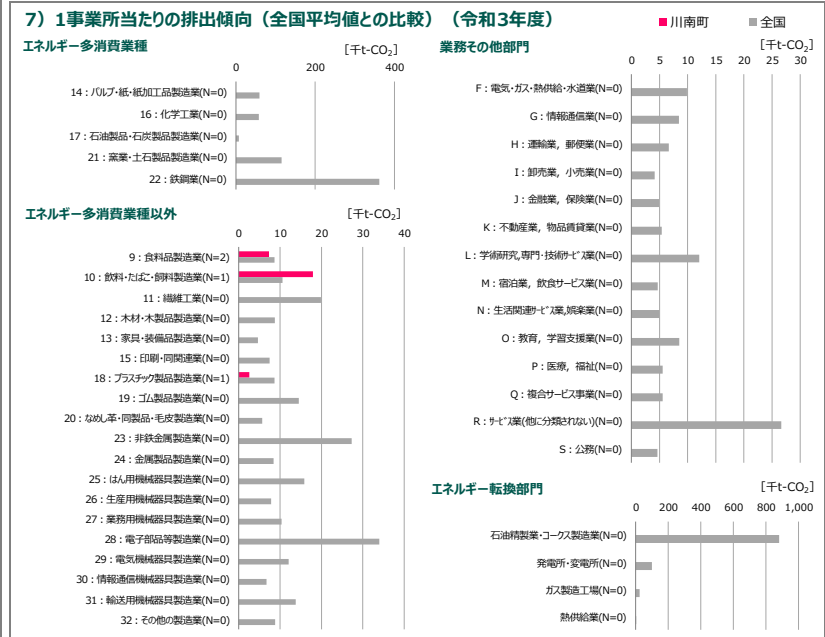 7）1事業所当たりの排出傾向（全国平均値との比較）（令和3年度）
■川南町 ■全国
エネルギー多消費業種
[千t-CO₂]
0 200 400
14：パルプ・紙・紙加工品製造業(N=0)
16：化学工業(N=0)
17：石油製品・石炭製品製造業(N=0)
21：窯業・土石製品製造業(N=0)
22：鉄鋼業(N=0)
エネルギー多消費業種以外
[千t-CO₂]
0 10 20 30 40
9：食料品製造業(N=2)
10：飲料・たばこ・飼料製造業(N=1)
11：繊維工業(N=0)
12：木材・木製品製造業(N=0)
13：家具・装備品製造業(N=0)
15：印刷・同関連業(N=0)
18：プラスチック製品製造業(N=1)
19：ゴム製品製造業(N=0)
20：なめし革・同製品・毛皮製造業(N=0)
23：非鉄金属製造業(N=0)
24：金属製品製造業(N=0)
25：はん用機械器具製造業(N=0)
26：生産用機械器具製造業(N=0)
27：業務用機械器具製造業(N=0)
28：電子部品等製造業(N=0)
29：電気機械器具製造業(N=0)
30：情報通信機械器具製造業(N=0)
31：輸送用機械器具製造業(N=0)
32：その他の製造業(N=0)
業務その他部門
[千t-CO₂]
0 5 10 15 20 25 30
F：電気・ガス・熱供給・水道業(N=0)
G：情報通信業(N=0)
H：運輸業，郵便業(N=0)
I：卸売業，小売業(N=0)
J：金融業，保険業(N=0)
K：不動産業，物品賃貸業(N=0)
L：学術研究,専門・技術サービス業(N=0)
M：宿泊業，飲食サービス業(N=0)
N：生活関連サービス業,娯楽業(N=0)
O：教育，学習支援業(N=0)
P：医療，福祉(N=0)
Q：複合サービス事業(N=0)
R：サービス業(他に分類されない)(N=0)
S：公務(N=0)
エネルギー転換部門
[千t-CO₂]
0 200 400 600 800 1,000
石油精製業・コークス製造業(N=0)
発電所・変電所(N=0)
ガス製造工場(N=0)
熱供給業(N=0)